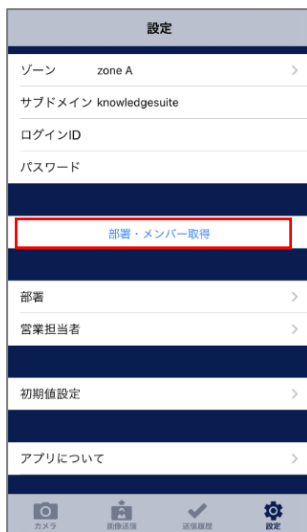 設定
ゾーン zone A
サブドメイン knowledgesuite
ログインID
パスワード
部署・メンバー取得
部署
営業担当者
初期値設定
アプリについて
カメラ 画像送信 送信履歴 設定